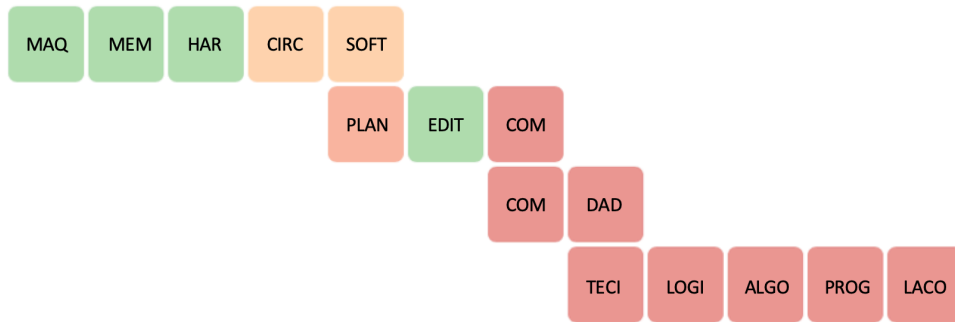 MAQ MEM HAR CIRC SOFT
PLAN EDIT COM
COM DAD
TECI LOGI ALGO PROG LACO